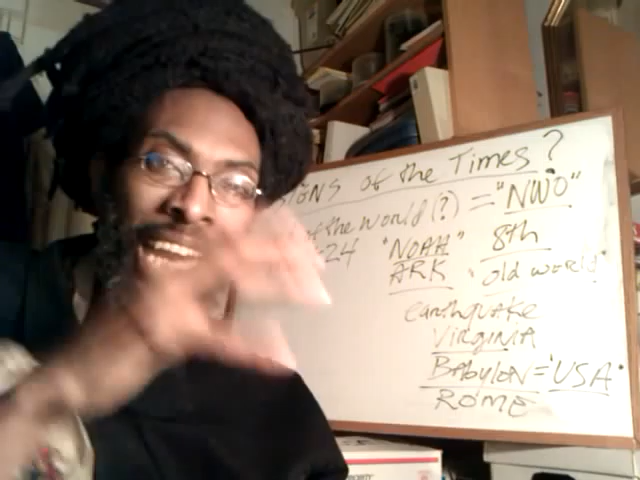 SIGNS of the Times?
of the World (?) = "NWO"
24 "NOAH" 8th
ARK "old world"
earthquake
VIRGINIA
BABYlON = "USA"
ROME